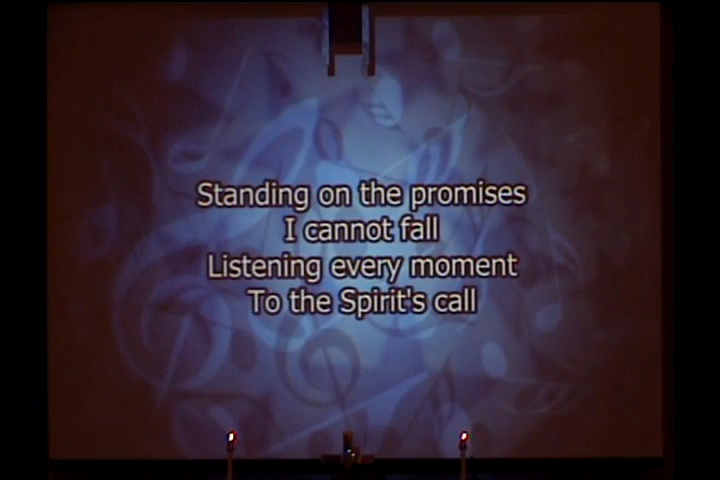 Standing on the promises
I cannot fall
Listening every moment
To the Spirit's call